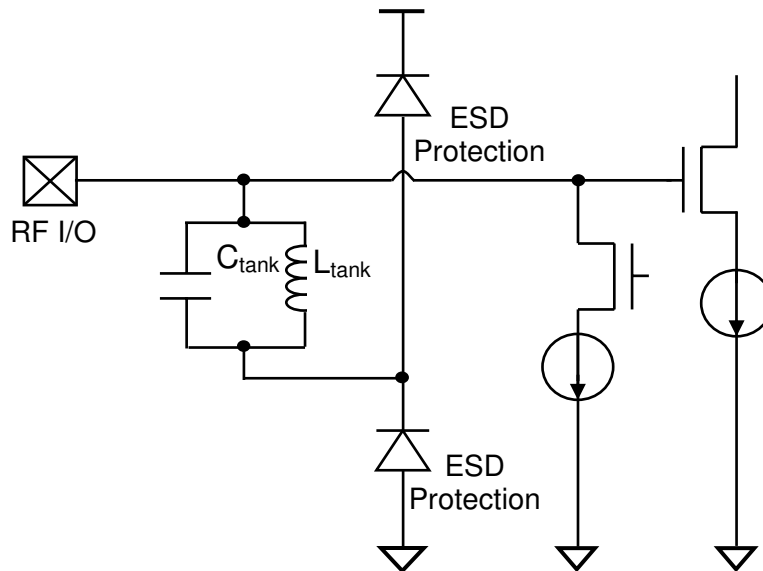 ESD
Protection
RF I/O
Ctank
Ltank
ESD
Protection